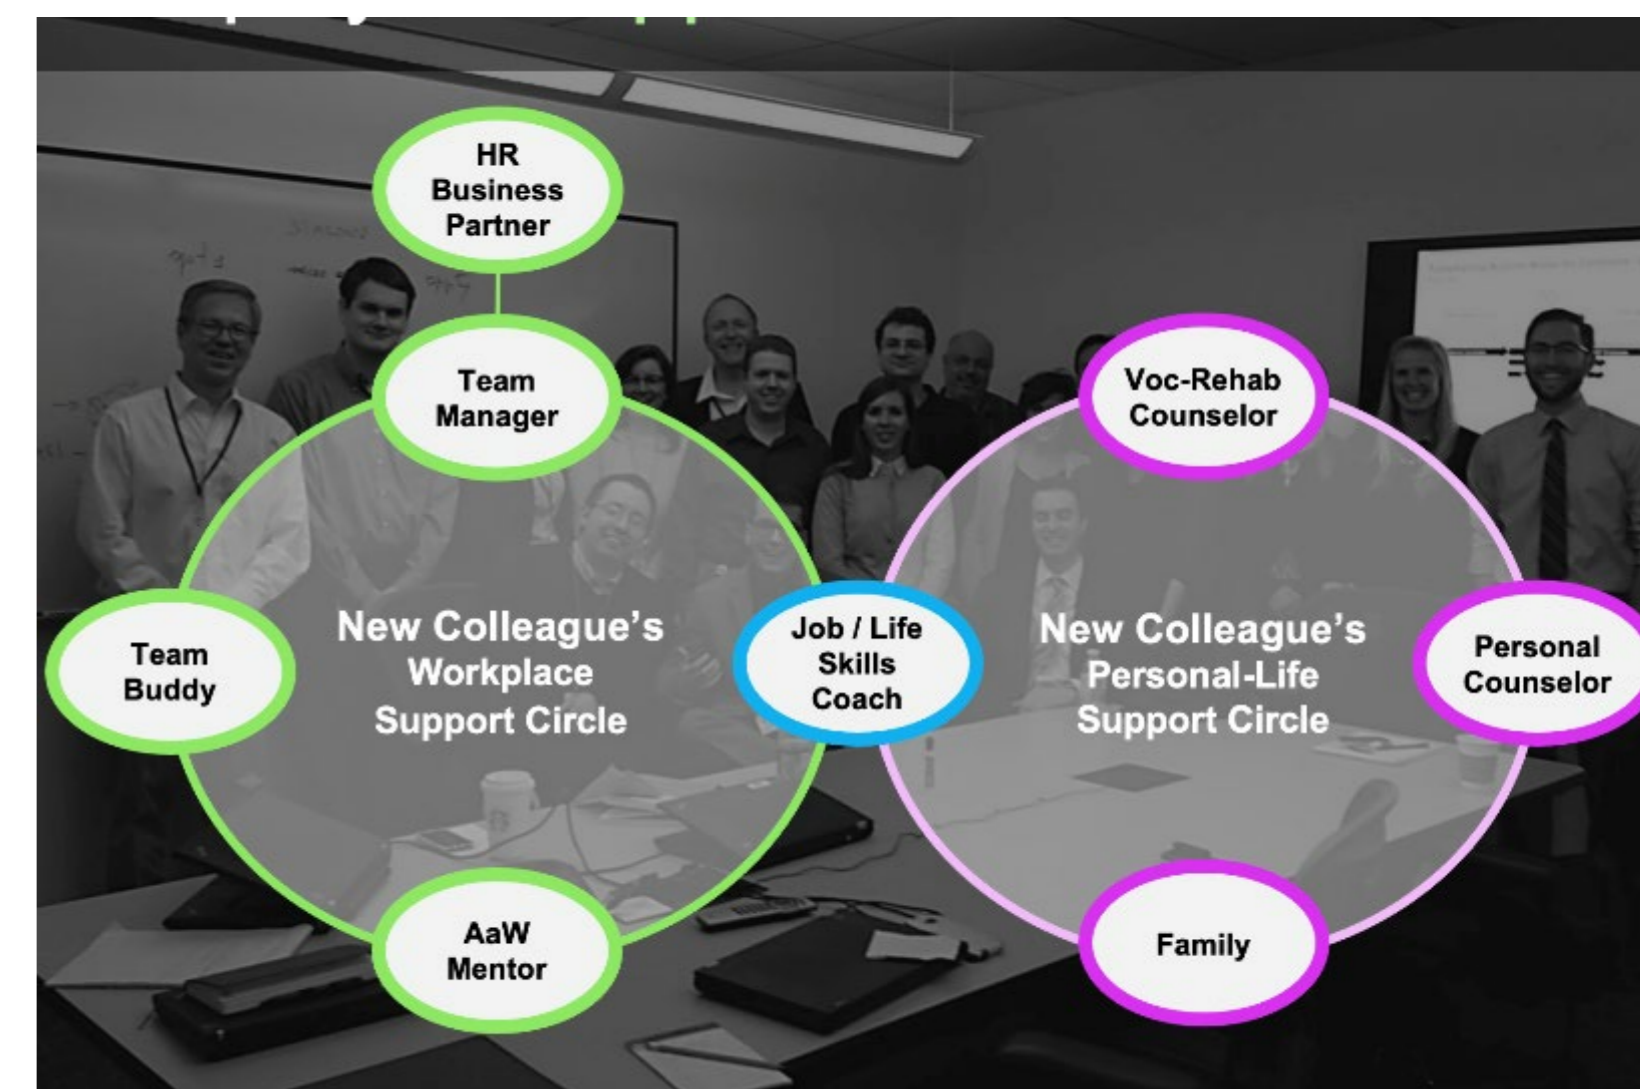 HR
Business
Partner
Team
Manager
Voc-Rehab
Counselor
New Colleague's
Workplace
Support Circle
Team
Buddy
Job / Life
Skills
Coach
New Colleague's
Personal-Life
Support Circle
Personal
Counselor
AaW
Mentor
Family